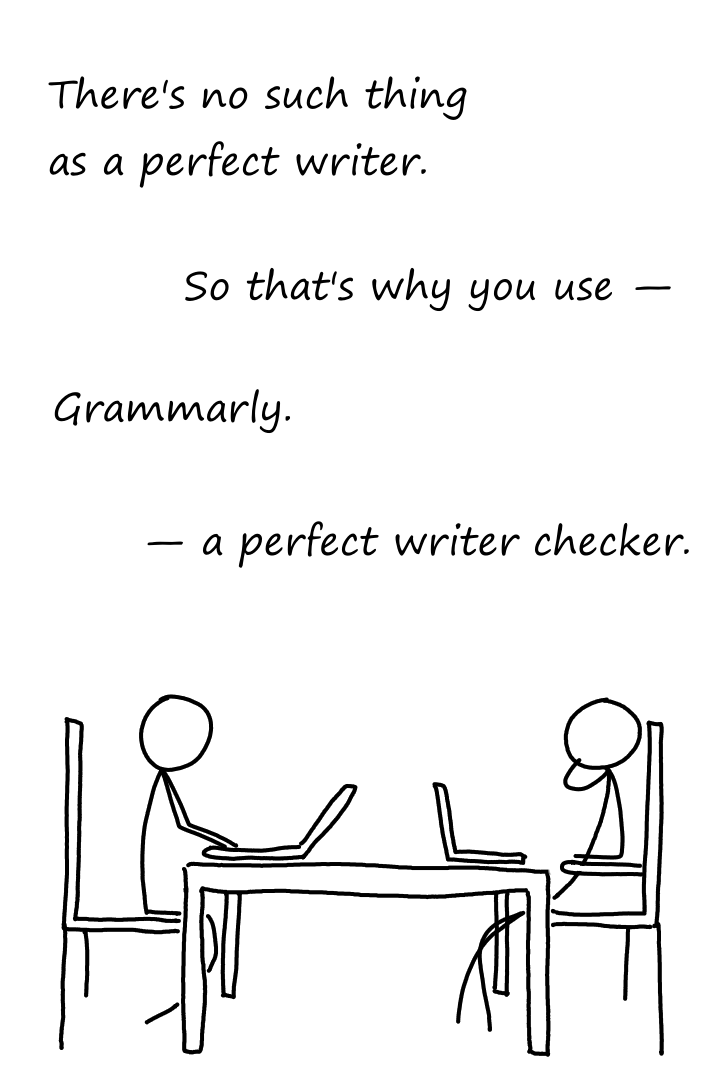 There's no such thing
as a perfect writer.
So that's why you use —
Grammarly.
— a perfect writer checker.